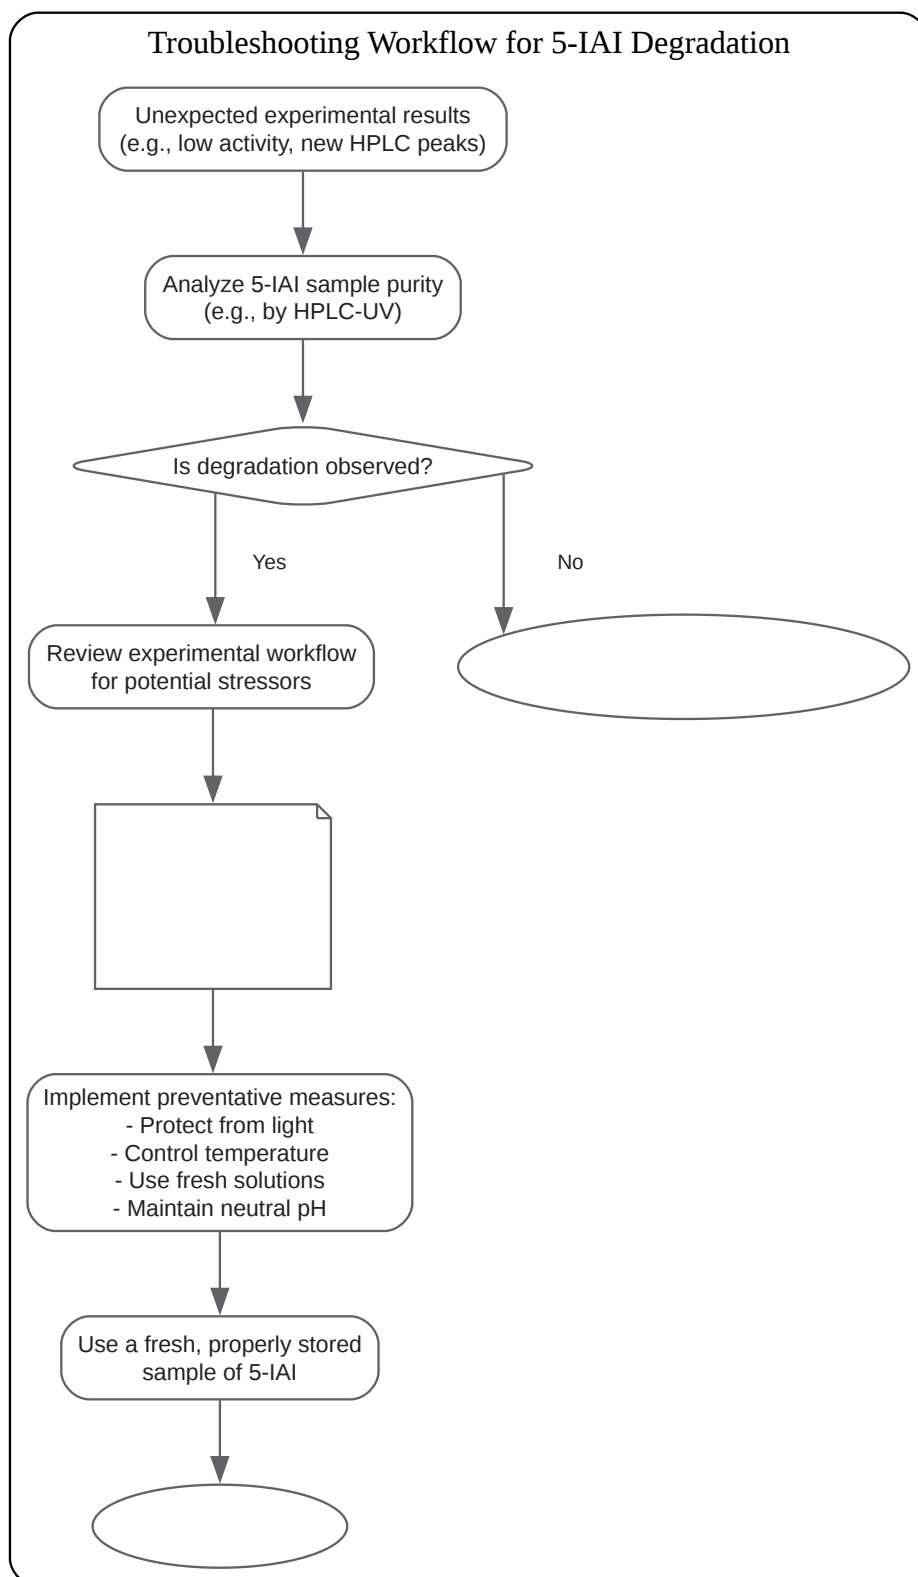 Troubleshooting Workflow for 5-IAI Degradation
Unexpected experimental results
(e.g., low activity, new HPLC peaks)
Analyze 5-IAI sample purity
(e.g., by HPLC-UV)
Is degradation observed?
Yes
No
Review experimental workflow
for potential stressors
Implement preventative measures:
- Protect from light
- Control temperature
- Use fresh solutions
- Maintain neutral pH
Use a fresh, properly stored
sample of 5-IAI